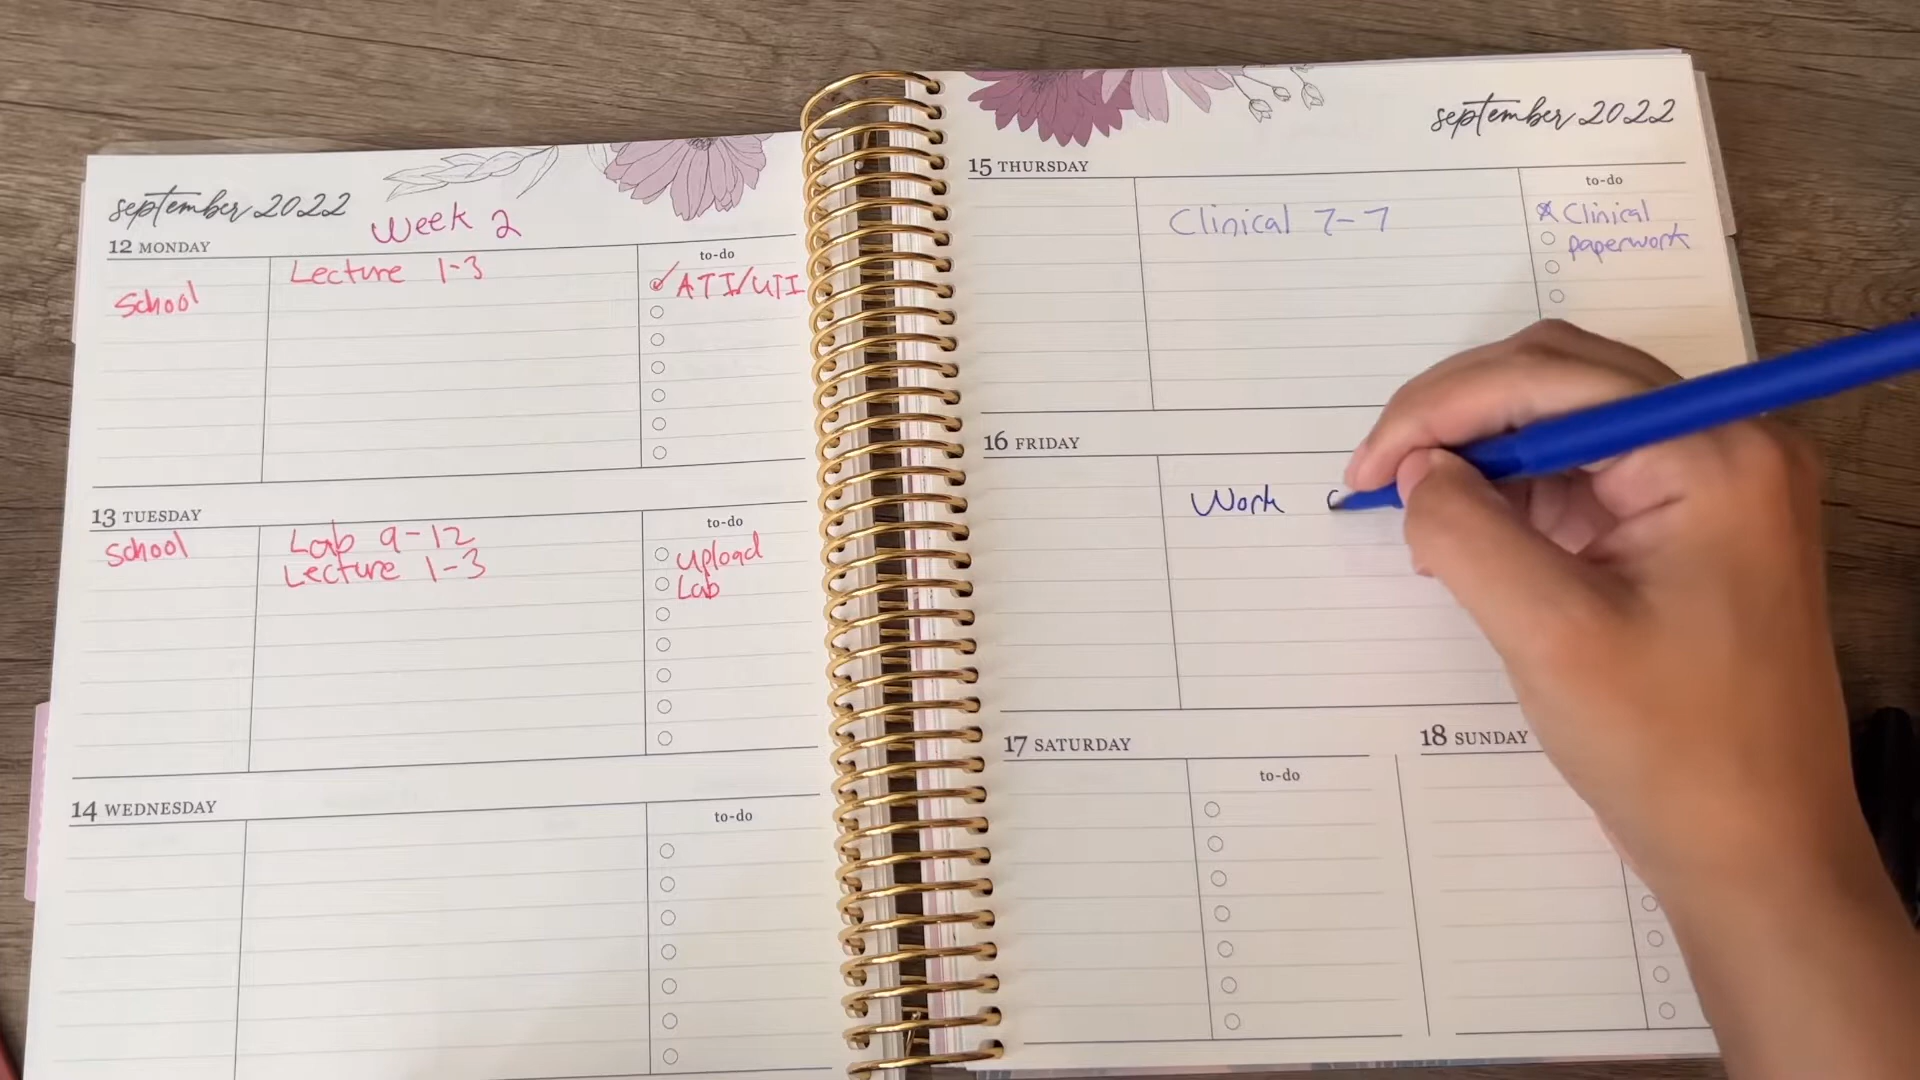 september 2022
Week 2
12 MONDAY
School
Lecture 1-3
to-do
ATI/UTI
13 TUESDAY
School
Lab 9-12
Lecture 1-3
to-do
upload
Lab
14 WEDNESDAY
to-do
september 2022
15 THURSDAY
Clinical 7-7
to-do
Clinical
paperwork
16 FRIDAY
Work
17 SATURDAY
to-do
18 SUNDAY